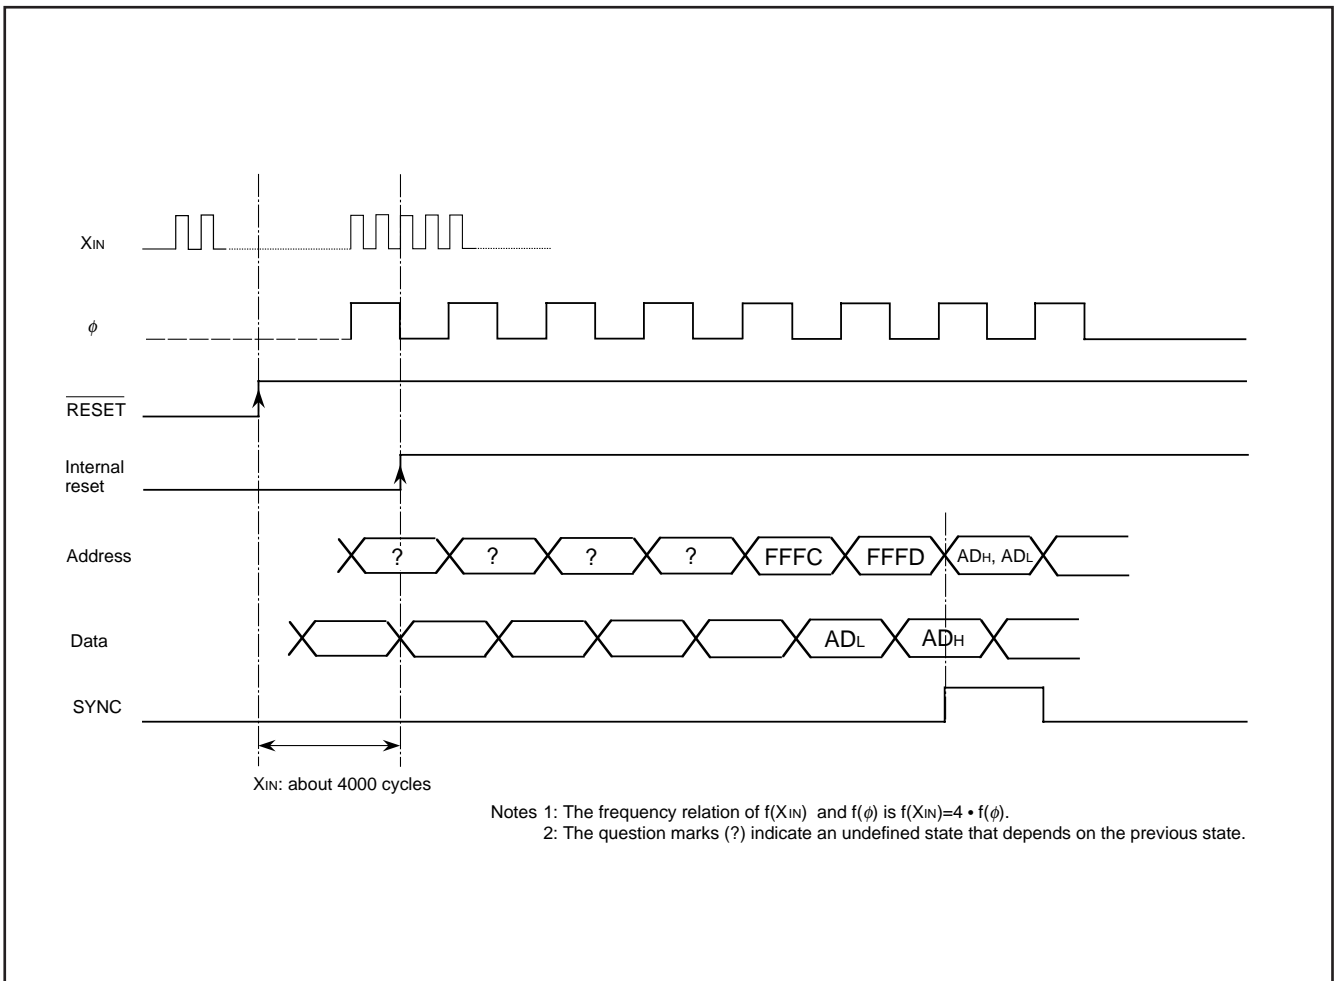 XIN
ϕ
RESET
Internal
reset
Address
? ? ? ? FFFC FFFD ADH, ADL
Data
ADL ADH
SYNC
XIN: about 4000 cycles
Notes 1: The frequency relation of f(XIN) and f(ϕ) is f(XIN)=4 • f(ϕ).
2: The question marks (?) indicate an undefined state that depends on the previous state.